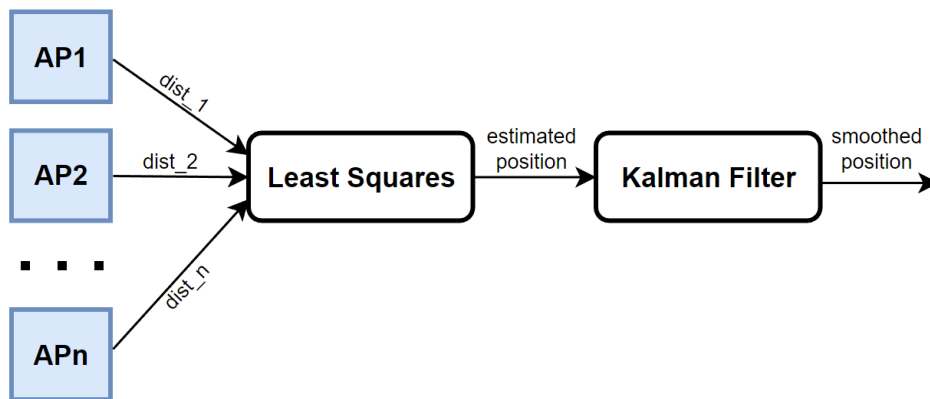 AP1
dist_1
AP2
dist_2
Least Squares
estimated
position
Kalman Filter
smoothed
position
. . .
dist_n
APn